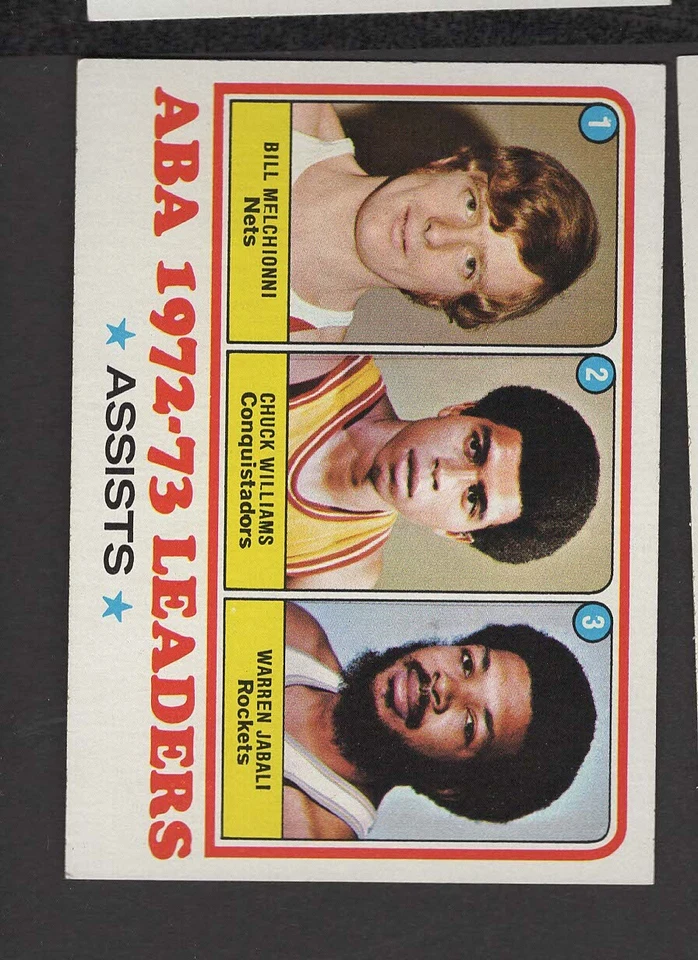 1
BILL MELCHIONNI
Nets
2
CHUCK WILLIAMS
Conquistadors
3
WARREN JABALI
Rockets
ABA 1972-73 LEADERS
★ ASSISTS ★